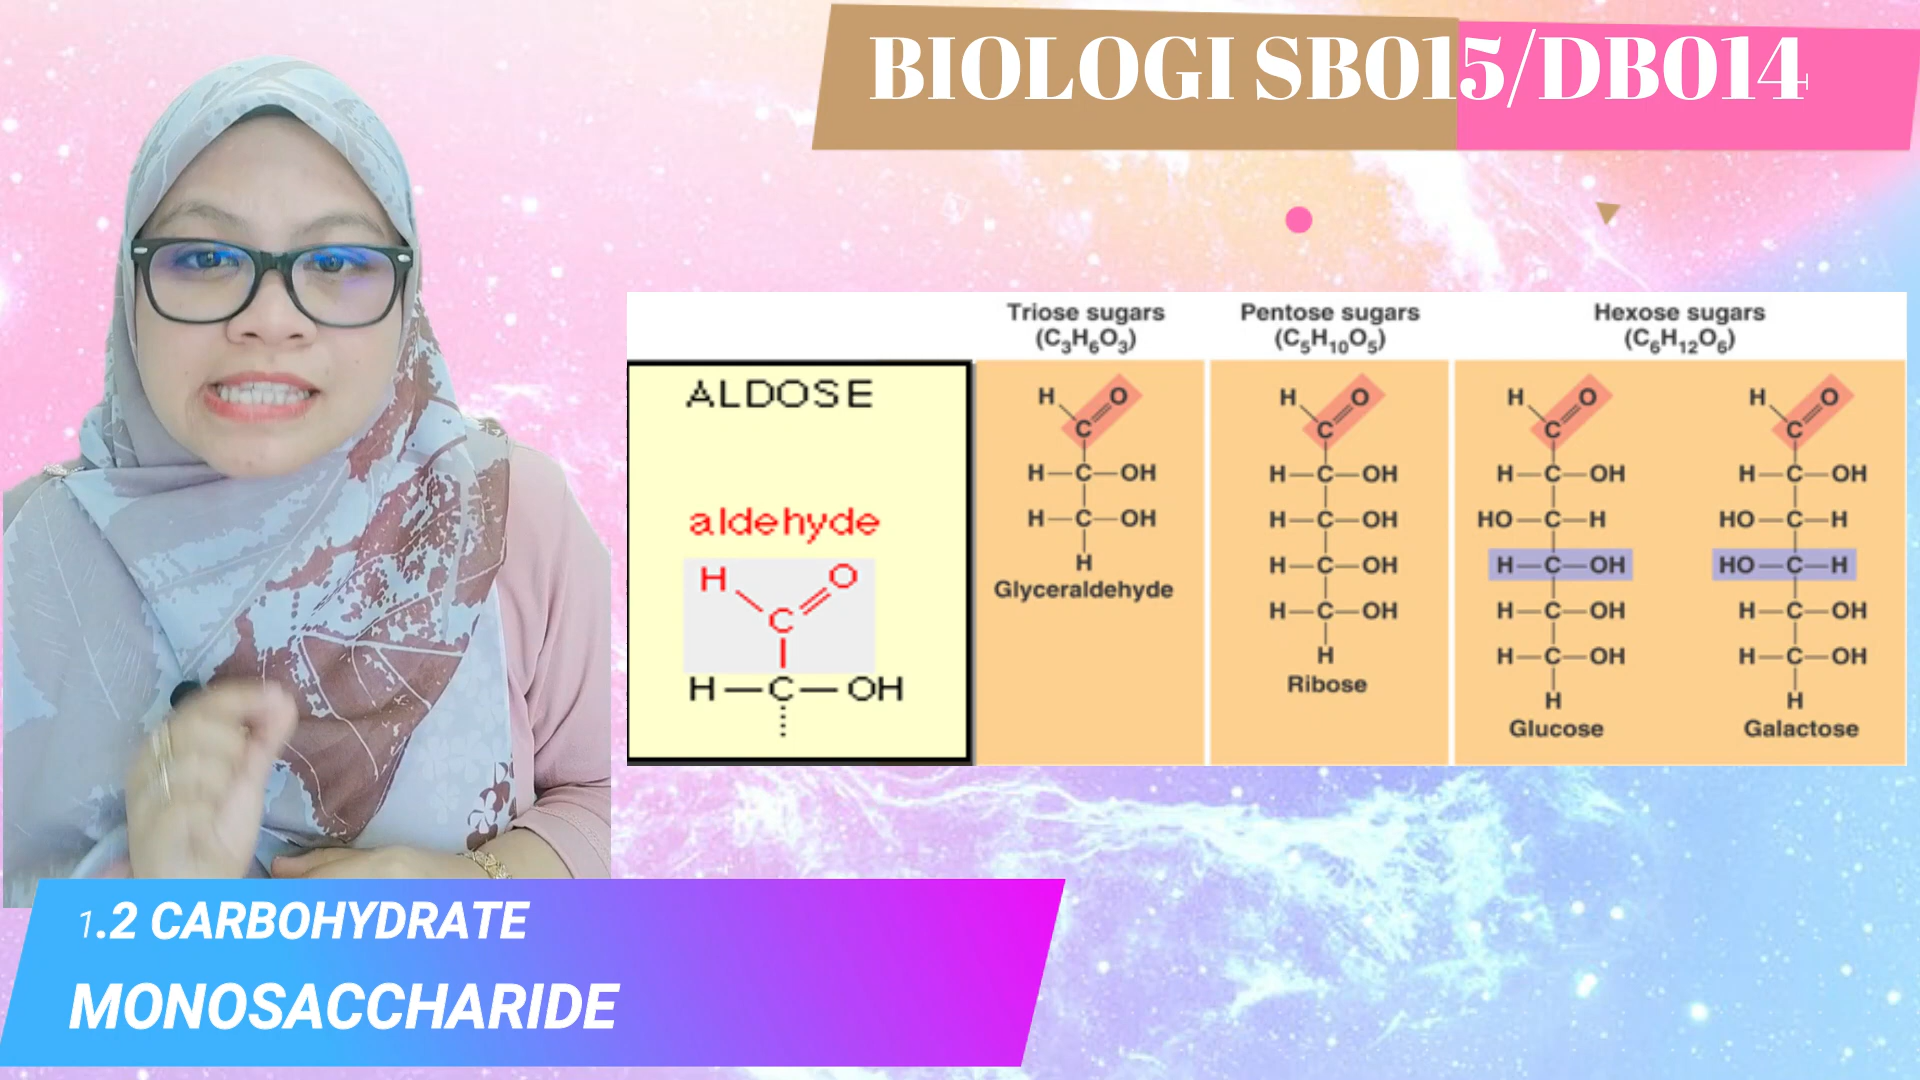 BIOLOGI SB015/DB014
Triose sugars
(C₃H₆O₃)
Pentose sugars
(C₅H₁₀O₅)
Hexose sugars
(C₆H₁₂O₆)
ALDOSE
aldehyde
H O
C
H—C—OH
H O
C
H—C—OH
H—C—OH
H
Glyceraldehyde
H O
C
H—C—OH
H—C—OH
H—C—OH
H—C—OH
H
Ribose
H O
C
H—C—OH
HO—C—H
H—C—OH
H—C—OH
H—C—OH
H
Glucose
H O
C
H—C—OH
HO—C—H
HO—C—H
H—C—OH
H—C—OH
H
Galactose
1.2 CARBOHYDRATE
MONOSACCHARIDE